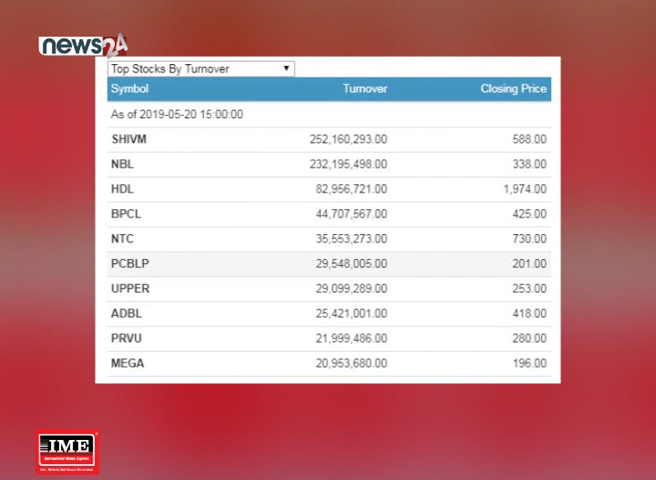 news24
Top Stocks By Turnover
Symbol Turnover Closing Price
As of 2019-05-20 15:00:00
SHIVM 252,160,293.00 588.00
NBL 232,195,498.00 338.00
HDL 82,956,721.00 1,974.00
BPCL 44,707,567.00 425.00
NTC 35,553,273.00 730.00
PCBLP 29,548,005.00 201.00
UPPER 29,099,289.00 253.00
ADBL 25,421,001.00 418.00
PRVU 21,999,486.00 280.00
MEGA 20,953,680.00 196.00
IME